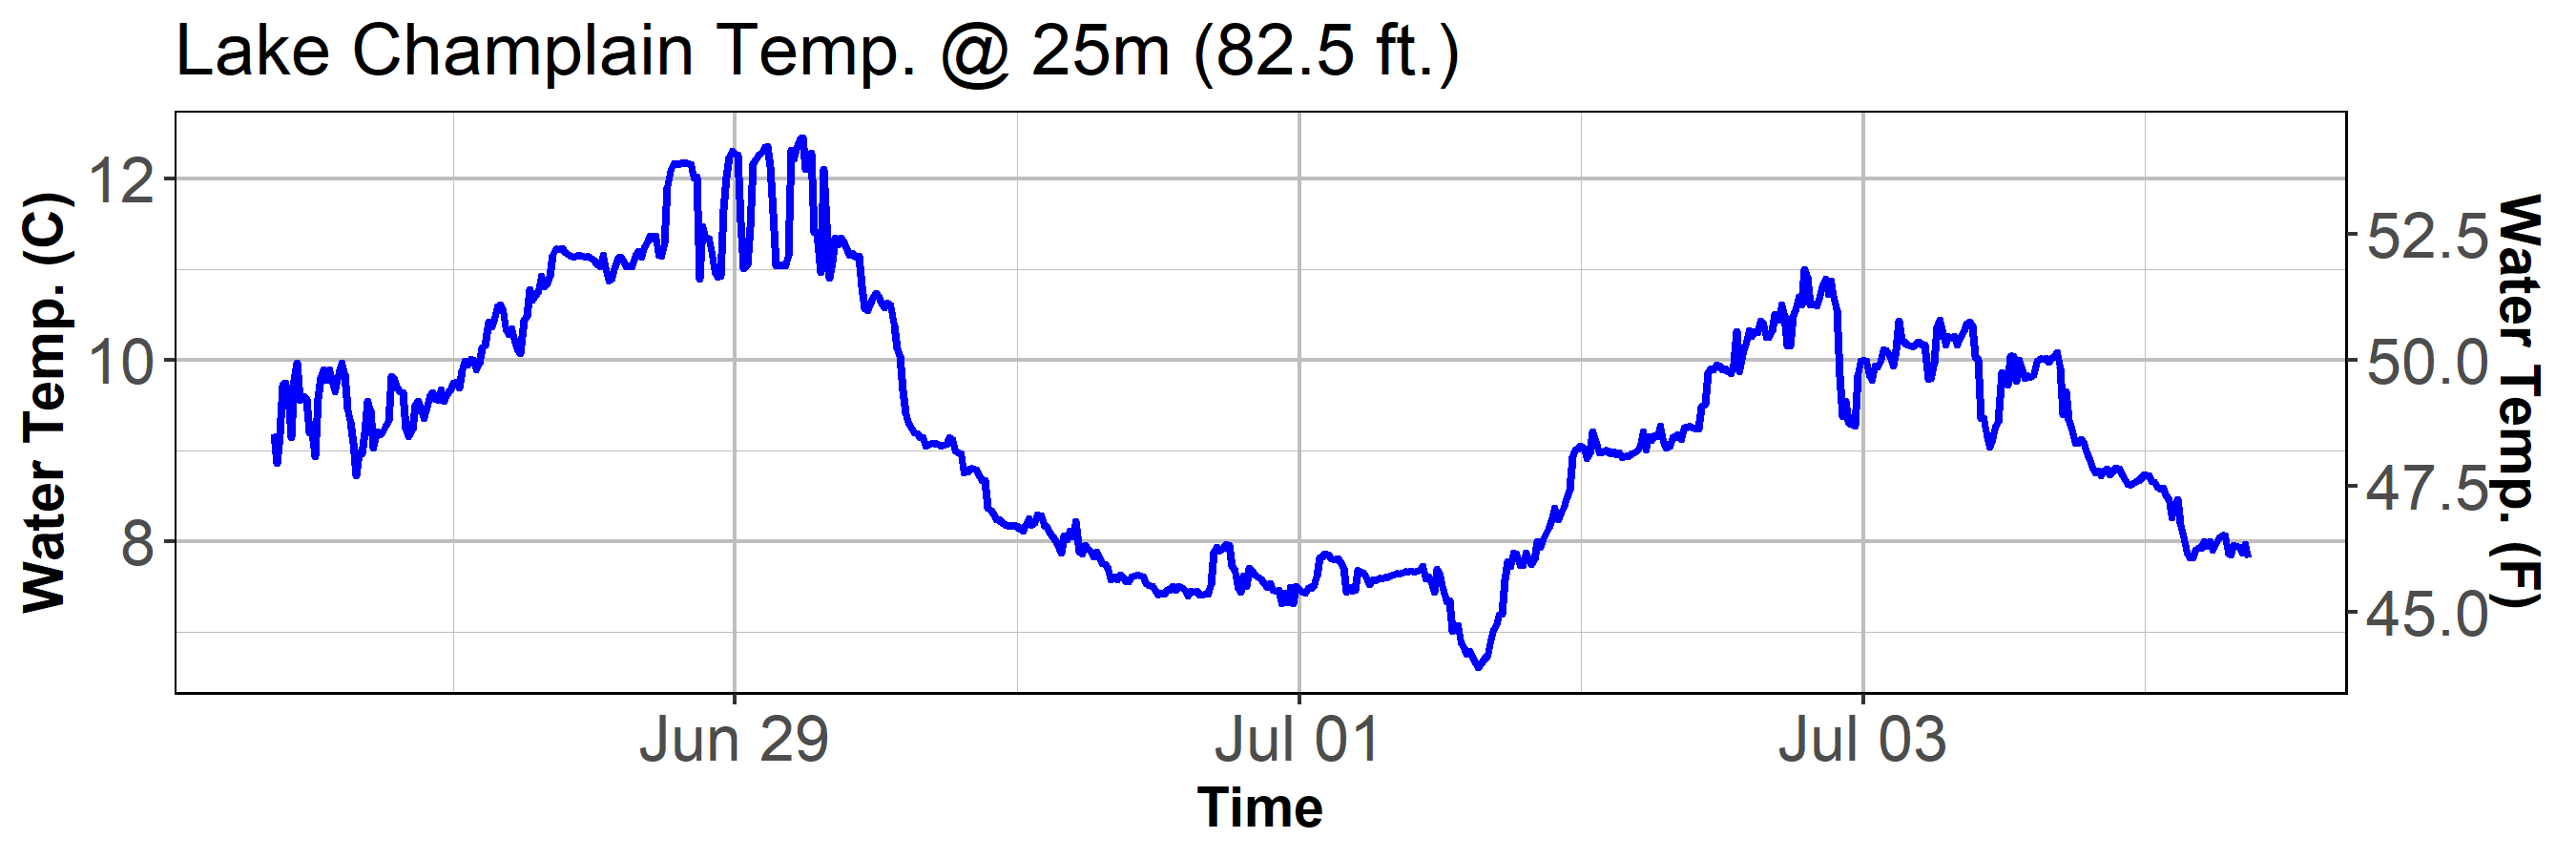 Lake Champlain Temp. @ 25m (82.5 ft.)
Water Temp. (C)
12
10
8
52.5
50.0
47.5
45.0
Water Temp. (F)
Jun 29
Jul 01
Jul 03
Time